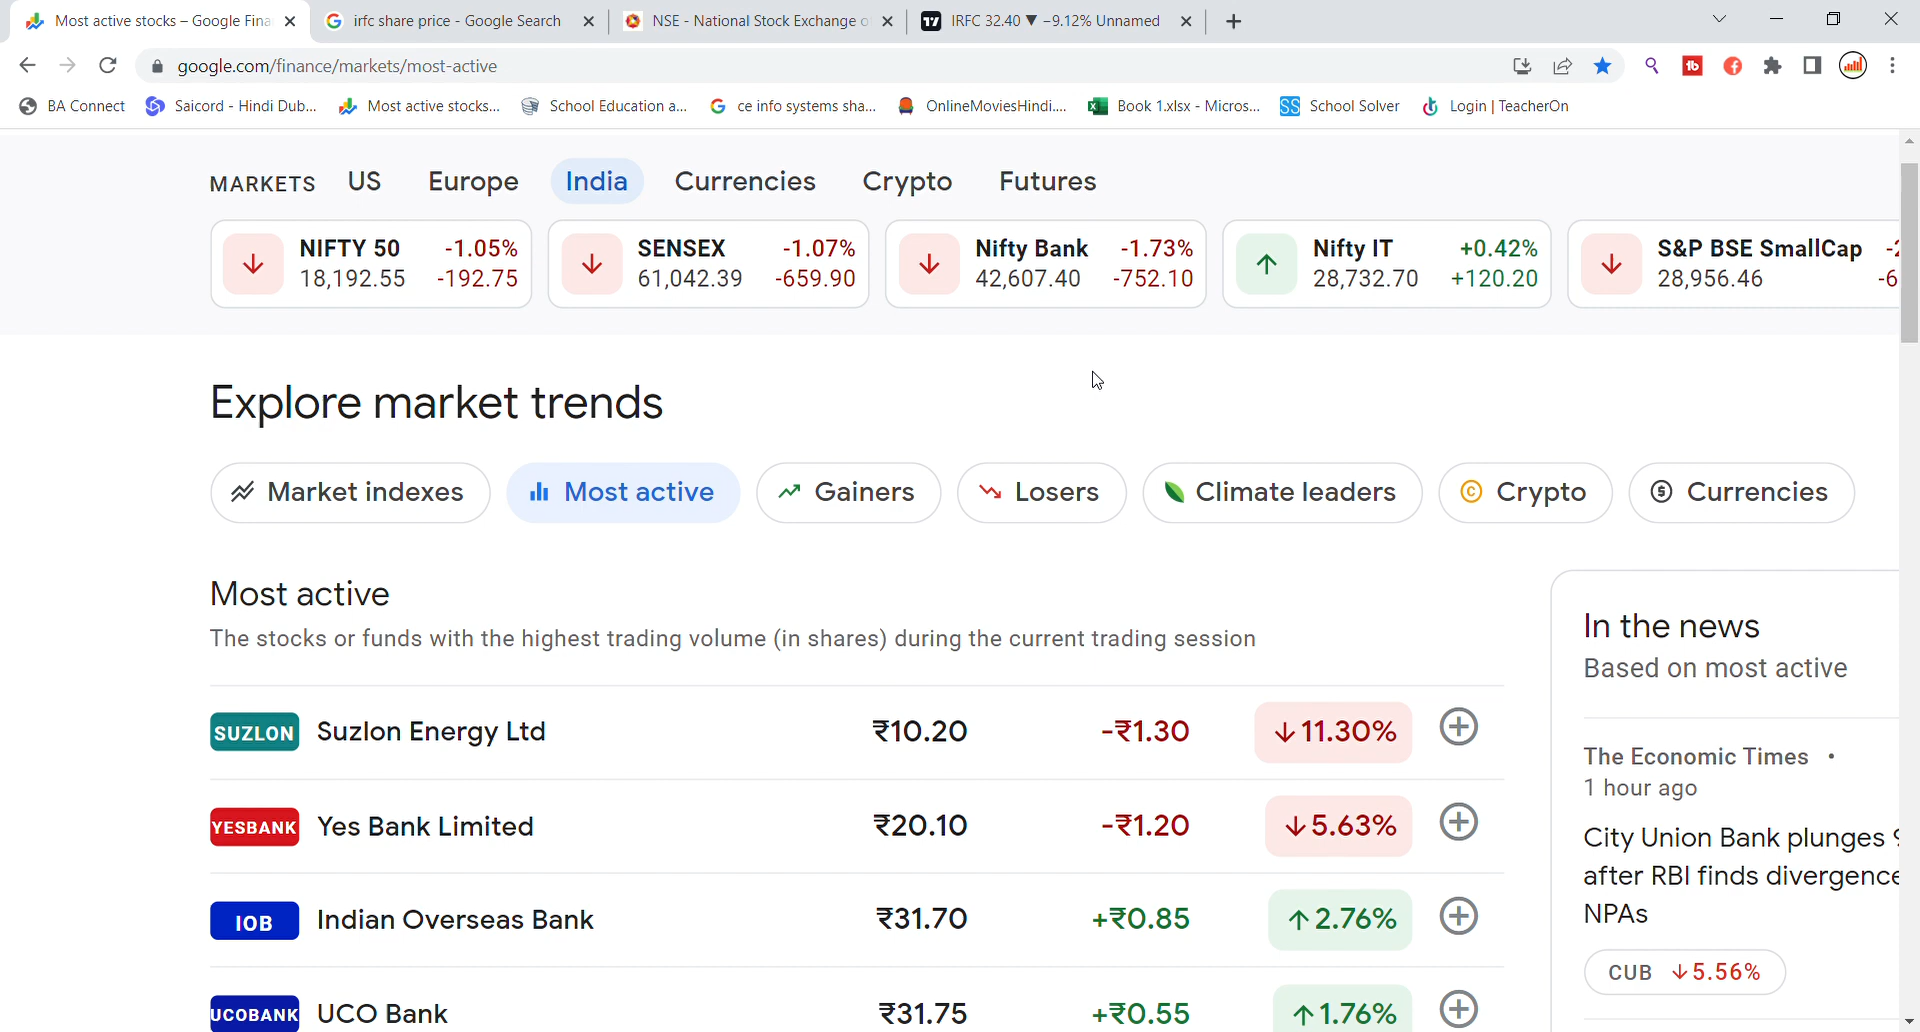 Most active stocks – Google Fina
irfc share price - Google Search
NSE - National Stock Exchange o
IRFC 32.40 ▼ −9.12% Unnamed
google.com/finance/markets/most-active
BA Connect
Saicord - Hindi Dub...
Most active stocks...
School Education a...
ce info systems sha...
OnlineMoviesHindi....
Book 1.xlsx - Micros...
SS School Solver
Login | TeacherOn
MARKETS US Europe India Currencies Crypto Futures
NIFTY 50 -1.05%
18,192.55 -192.75
SENSEX -1.07%
61,042.39 -659.90
Nifty Bank -1.73%
42,607.40 -752.10
Nifty IT +0.42%
28,732.70 +120.20
S&P BSE SmallCap -2
28,956.46 -6
Explore market trends
Market indexes
Most active
Gainers
Losers
Climate leaders
Crypto
Currencies
Most active
The stocks or funds with the highest trading volume (in shares) during the current trading session
SUZLON Suzlon Energy Ltd ₹10.20 -₹1.30 ↓11.30%
YESBANK Yes Bank Limited ₹20.10 -₹1.20 ↓5.63%
IOB Indian Overseas Bank ₹31.70 +₹0.85 ↑2.76%
UCOBANK UCO Bank ₹31.75 +₹0.55 ↑1.76%
In the news
Based on most active
The Economic Times •
1 hour ago
City Union Bank plunges
after RBI finds divergence
NPAs
CUB ↓5.56%